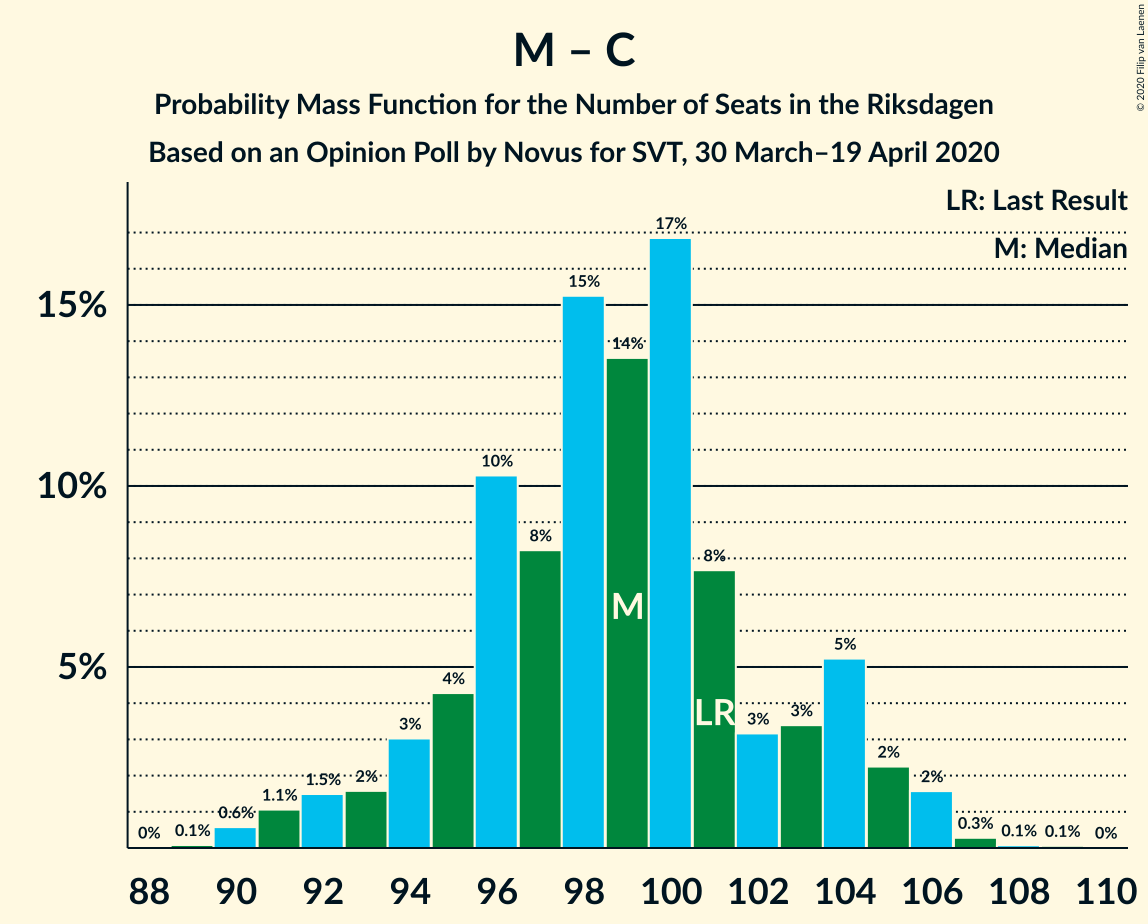 M – C
Probability Mass Function for the Number of Seats in the Riksdagen
Based on an Opinion Poll by Novus for SVT, 30 March–19 April 2020
© 2020 Filip van Laenen
LR: Last Result
M: Median
15%
10%
5%
0%
0.1%
0.6%
1.1%
1.5%
2%
3%
4%
10%
8%
15%
14%
17%
8%
3%
3%
5%
2%
2%
0.3%
0.1%
0.1%
0%
M
LR
88 90 92 94 96 98 100 102 104 106 108 110